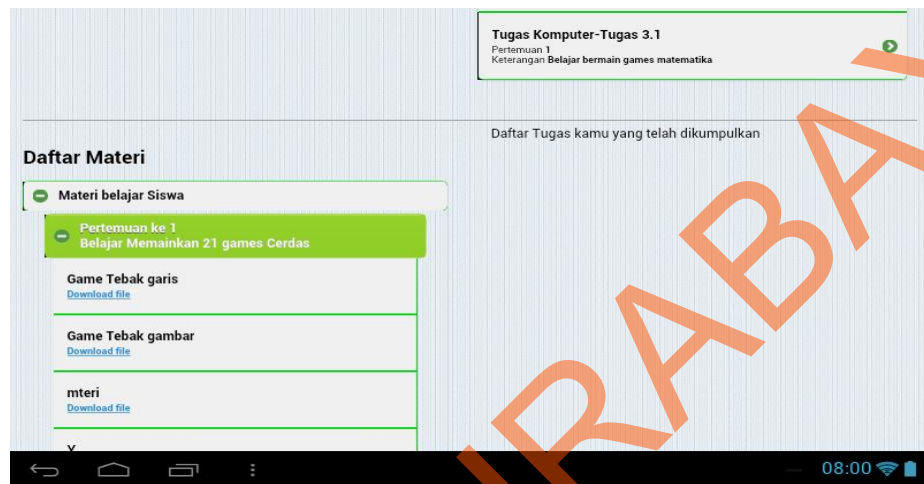 Tugas Komputer-Tugas 3.1
Pertemuan 1
Keterangan Belajar bermain games matematika
Daftar Tugas kamu yang telah dikumpulkan
Daftar Materi
Materi belajar Siswa
Pertemuan ke 1
Belajar Memainkan 21 games Cerdas
Game Tebak garis
Download file
Game Tebak gambar
Download file
mteri
Download file
08:00